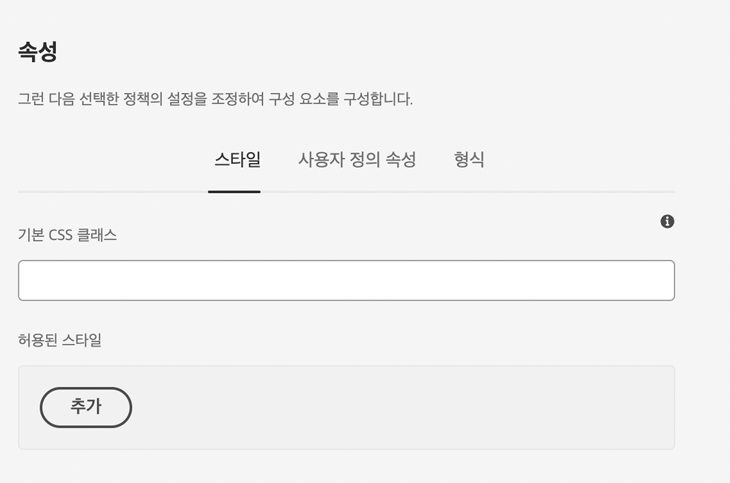 속성
그런 다음 선택한 정책의 설정을 조정하여 구성 요소를 구성합니다.
스타일 사용자 정의 속성 형식
기본 CSS 클래스
허용된 스타일
추가